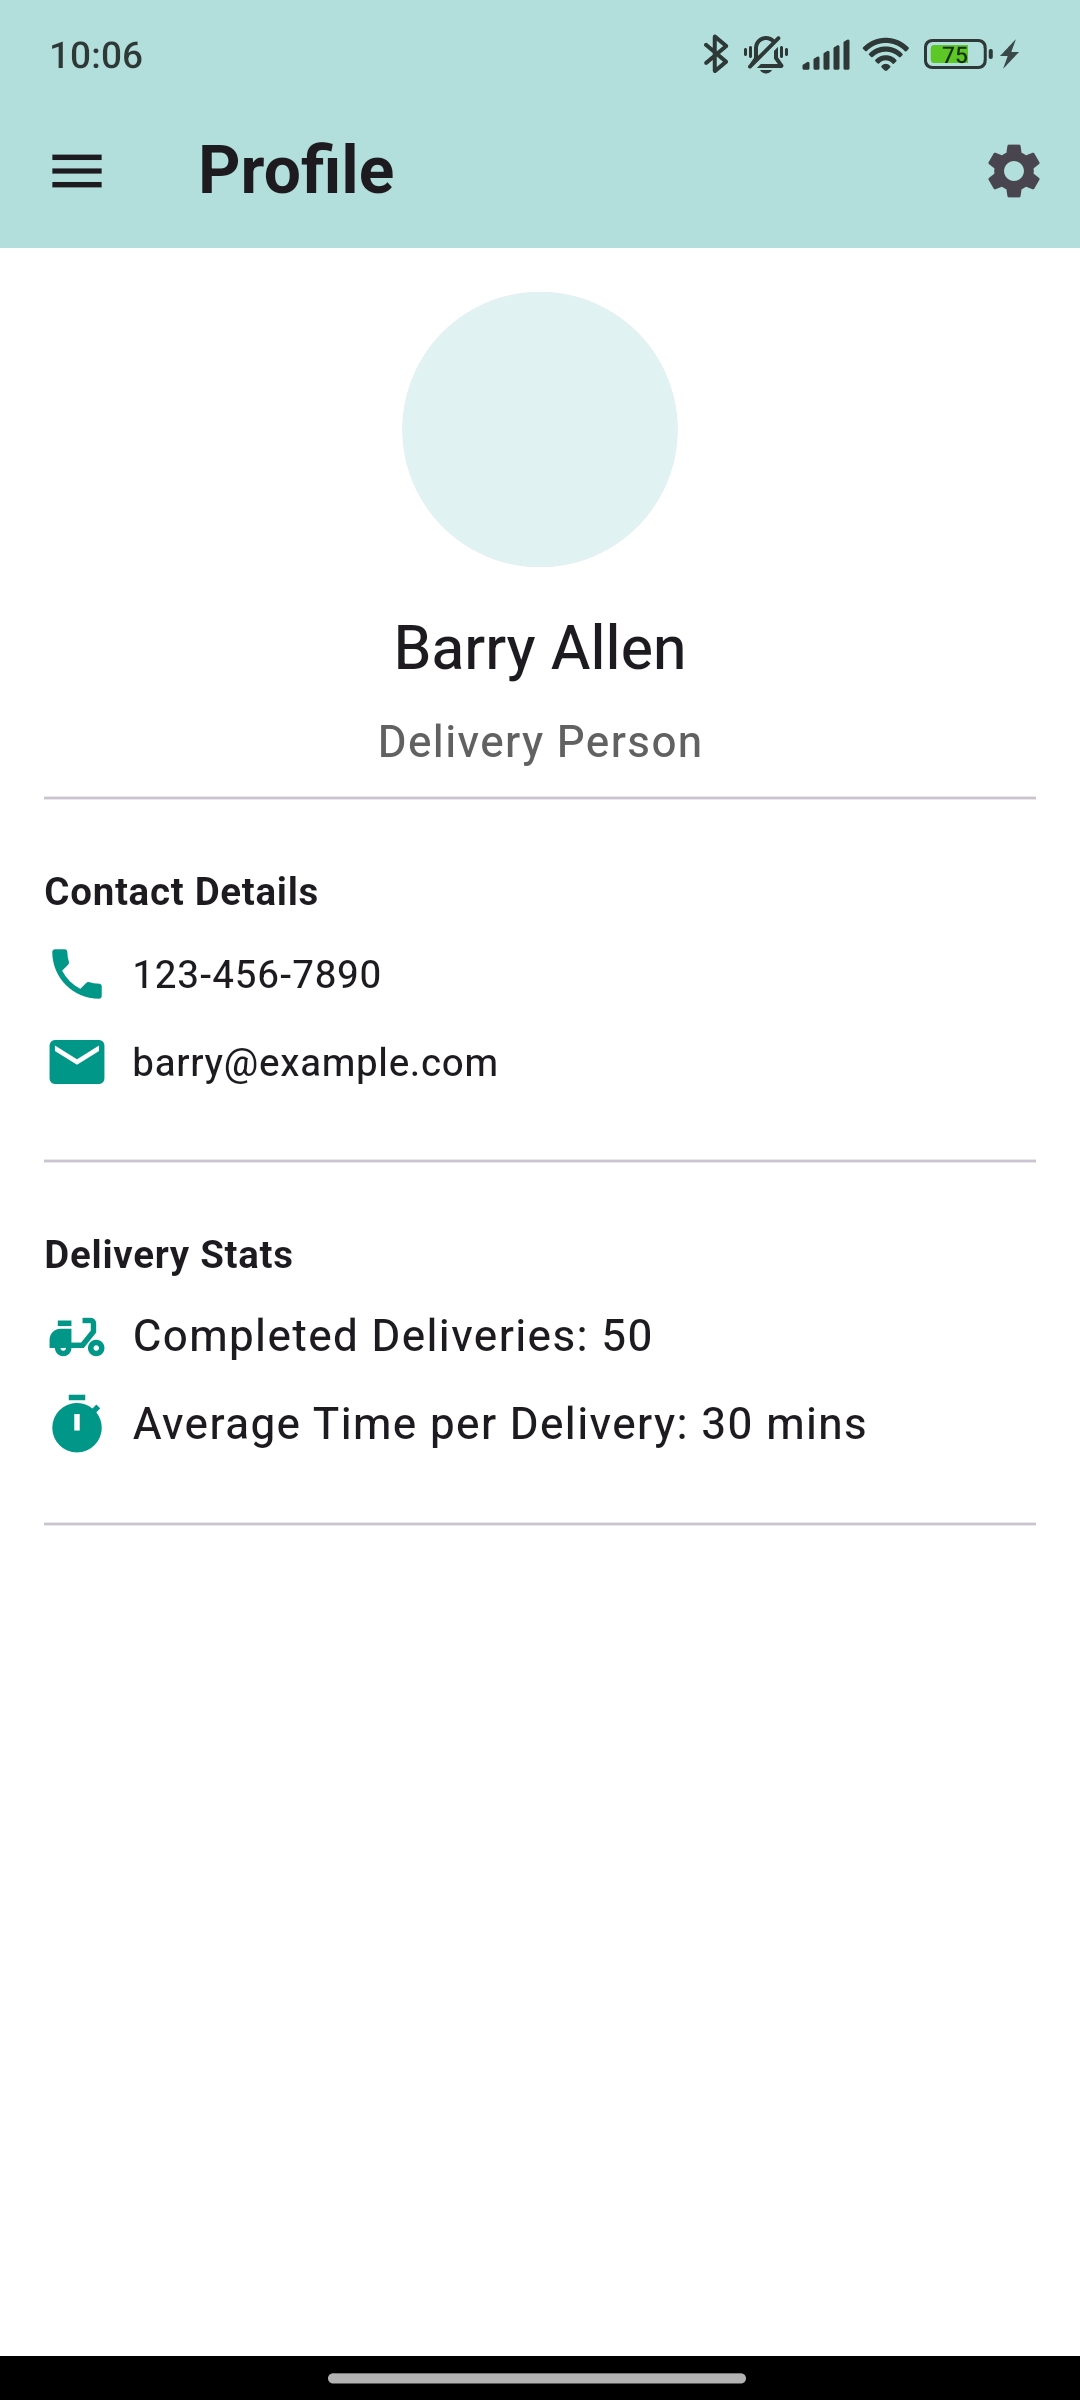 10:06
75
Profile
Barry Allen
Delivery Person
Contact Details
123-456-7890
barry@example.com
Delivery Stats
Completed Deliveries: 50
Average Time per Delivery: 30 mins